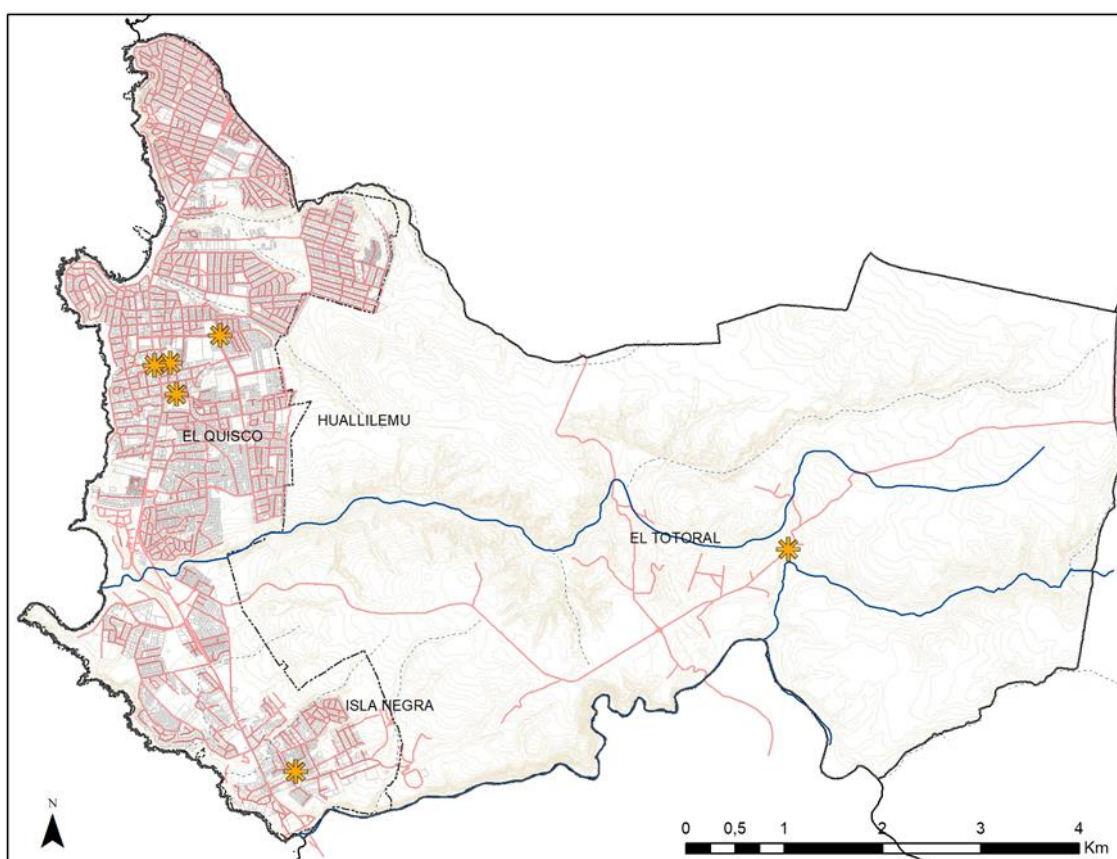 HUALLILEMU
EL QUISCO
EL TOTORAL
ISLA NEGRA
N
0 0,5 1 2 3 4
Km